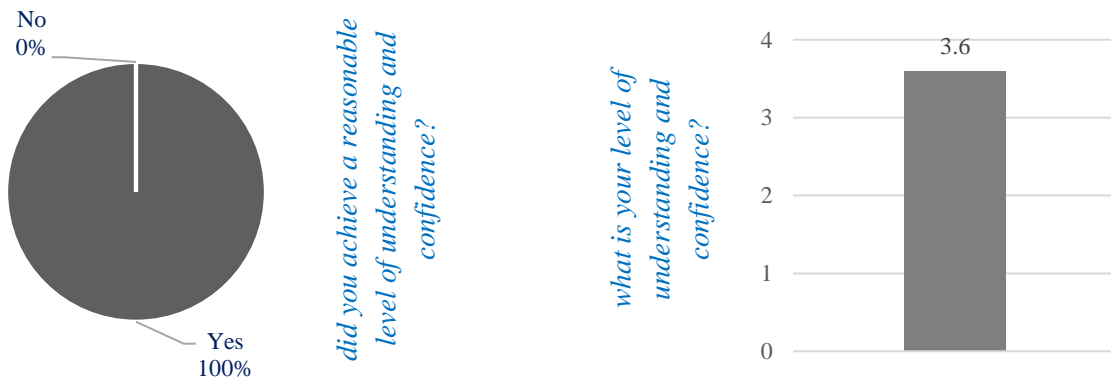 No
0%
Yes
100%
did you achieve a reasonable
level of understanding and
confidence?
what is your level of
understanding and
confidence?
4
3.6
3
2
1
0